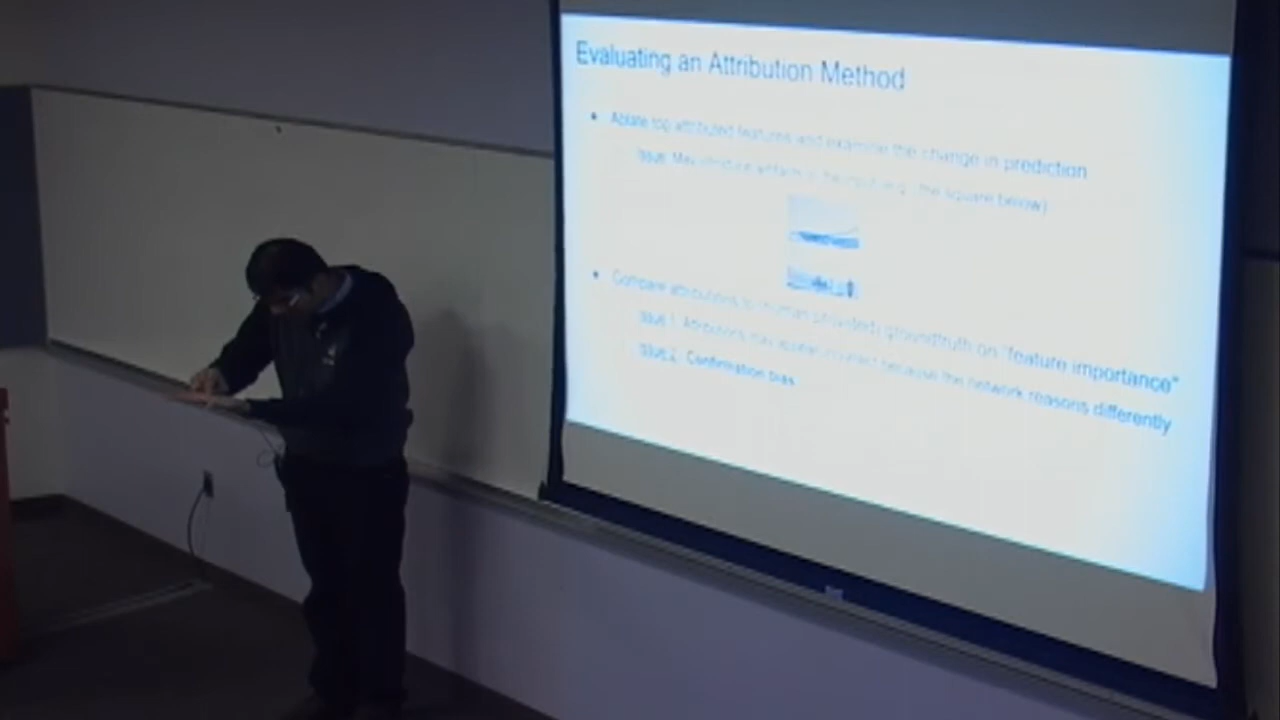 Evaluating an Attribution Method
Ablate top attributed features and examine the change in prediction
Issue: May introduce artifacts in the input (e.g., the square below)
Compare attributions to (human provided) groundtruth on "feature importance"
Issue 1: Attributions may appear incorrect because the network reasons differently
Issue 2: Confirmation bias